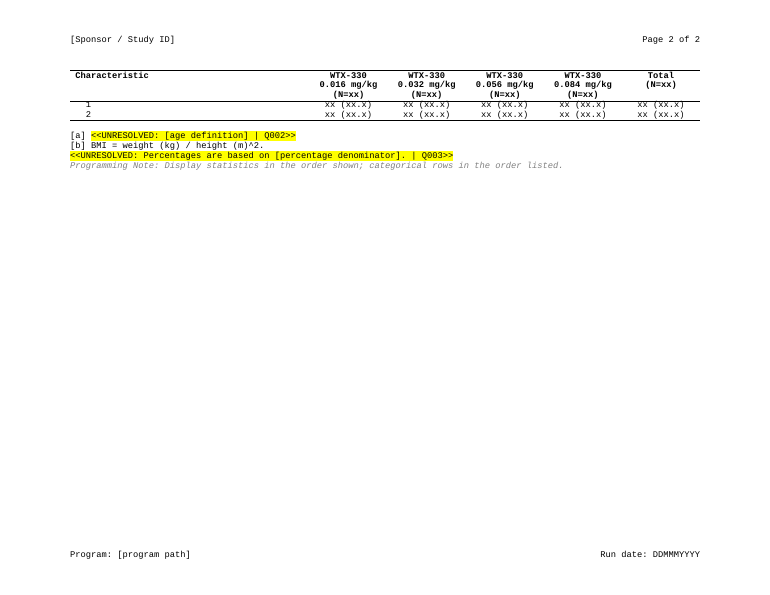 [Sponsor / Study ID] Page 2 of 2
Characteristic WTX-330 WTX-330 WTX-330 WTX-330 Total
0.016 mg/kg 0.032 mg/kg 0.056 mg/kg 0.084 mg/kg (N=xx)
(N=xx) (N=xx) (N=xx) (N=xx)
1 xx (xx.x) xx (xx.x) xx (xx.x) xx (xx.x) xx (xx.x)
2 xx (xx.x) xx (xx.x) xx (xx.x) xx (xx.x) xx (xx.x)
[a] <<UNRESOLVED: [age definition] | Q002>>
[b] BMI = weight (kg) / height (m)^2.
<<UNRESOLVED: Percentages are based on [percentage denominator]. | Q003>>
Programming Note: Display statistics in the order shown; categorical rows in the order listed.
Program: [program path] Run date: DDMMMYYYY